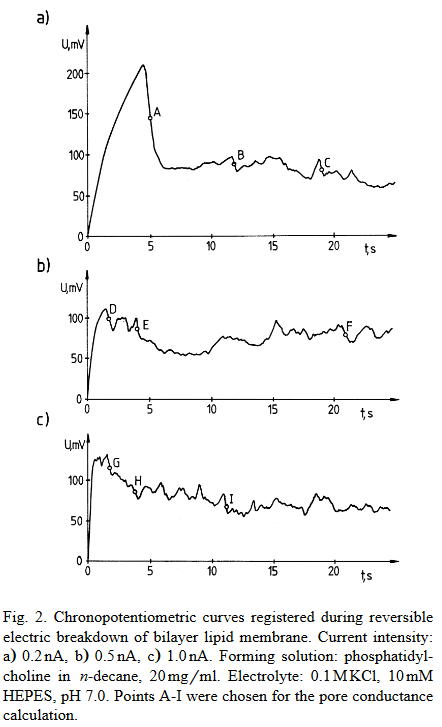 a)
U,mV
200
150
100
50
0
A
B
C
0 5 10 15 20 t,s
b)
U,mV
100
50
0
D
E
F
0 5 10 15 20 t,s
c)
U,mV
100
50
0
G
H
I
0 5 10 15 20 t,s
Fig. 2. Chronopotentiometric curves registered during reversible
electric breakdown of bilayer lipid membrane. Current intensity:
a) 0.2 nA, b) 0.5 nA, c) 1.0 nA. Forming solution: phosphatidyl-
choline in n-decane, 20 mg/ml. Electrolyte: 0.1 M KCl, 10 mM
HEPES, pH 7.0. Points A-I were chosen for the pore conductance
calculation.